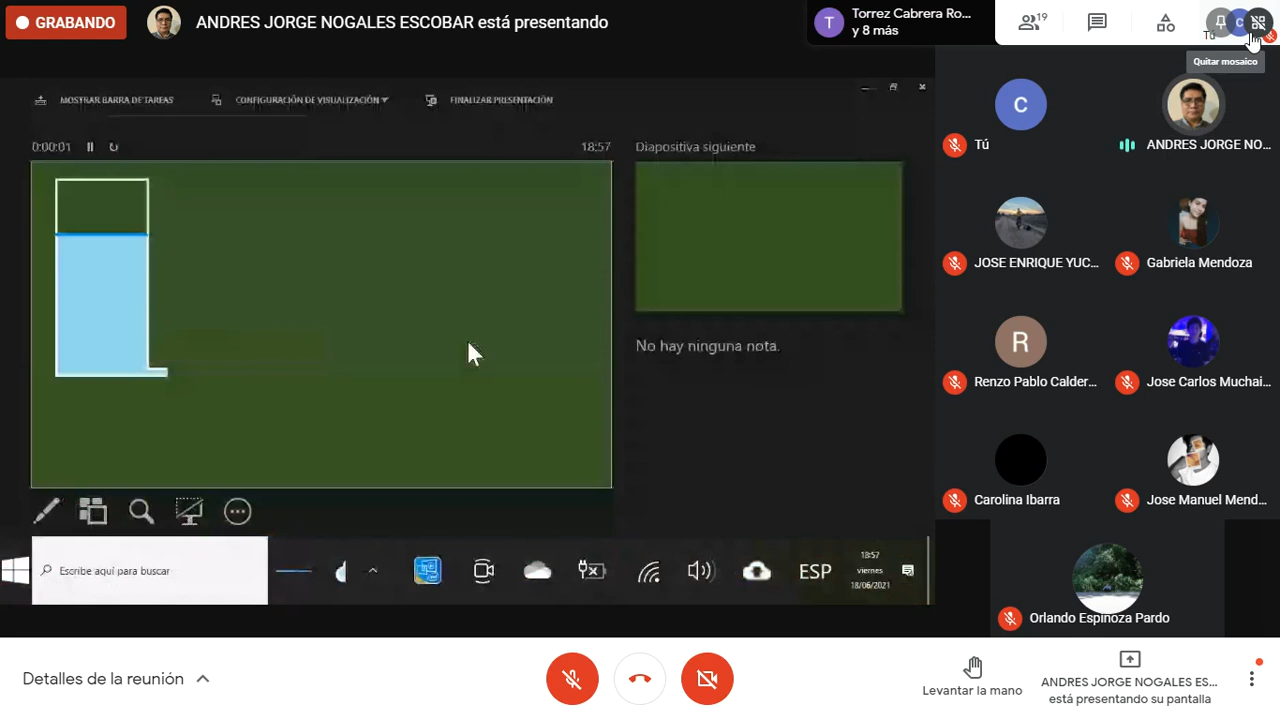 GRABANDO
ANDRES JORGE NOGALES ESCOBAR está presentando
Torrez Cabrera Ro...
y 8 más
T
19
Tú
C
Quitar mosaico
MOSTRAR BARRA DE TAREAS
CONFIGURACIÓN DE VISUALIZACIÓN
FINALIZAR PRESENTACIÓN
0:00:01
18:57
Diapositiva siguiente
No hay ninguna nota.
C
Tú
ANDRES JORGE NO...
JOSE ENRIQUE YUC...
Gabriela Mendoza
R
Renzo Pablo Calder...
Jose Carlos Muchai...
Carolina Ibarra
Jose Manuel Mend...
Orlando Espinoza Pardo
Escribe aquí para buscar
ESP
18:57
viernes
18/06/2021
Detalles de la reunión
Levantar la mano
ANDRES JORGE NOGALES ES...
está presentando su pantalla